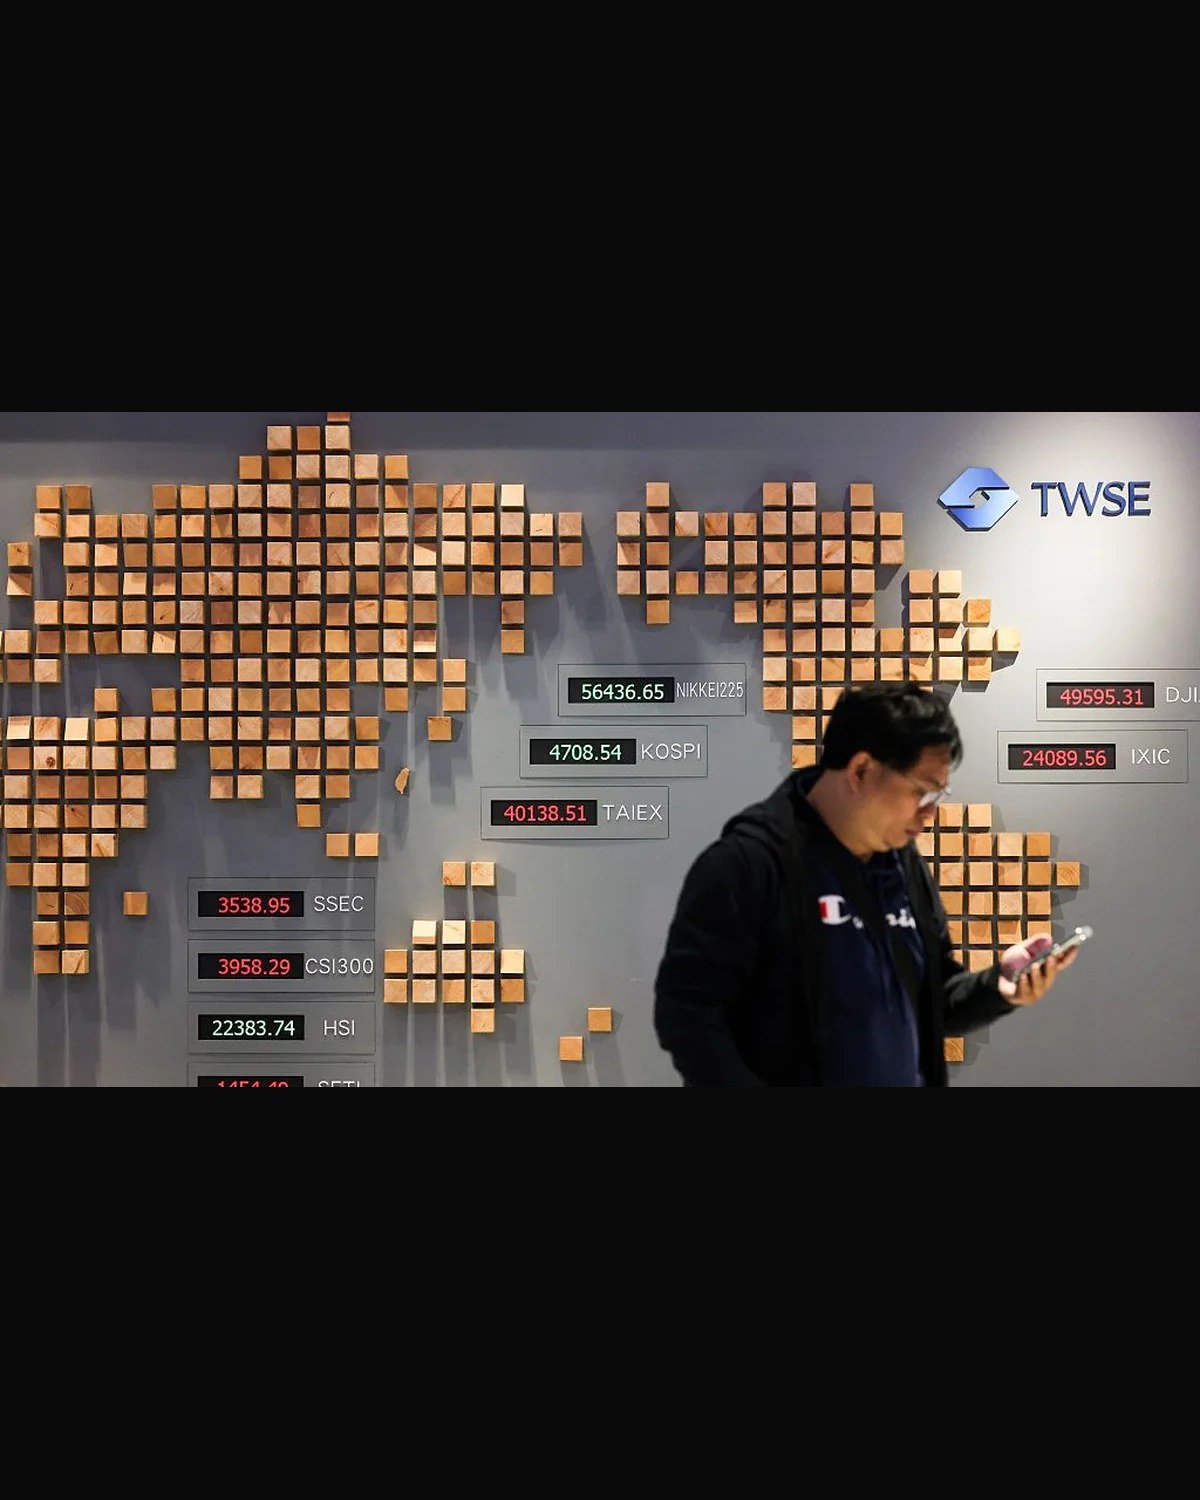 TWSE
56436.65 NIKKEI225
49595.31 DJI
4708.54 KOSPI
24089.56 IXIC
40138.51 TAIEX
3538.95 SSEC
3958.29 CSI300
22383.74 HSI